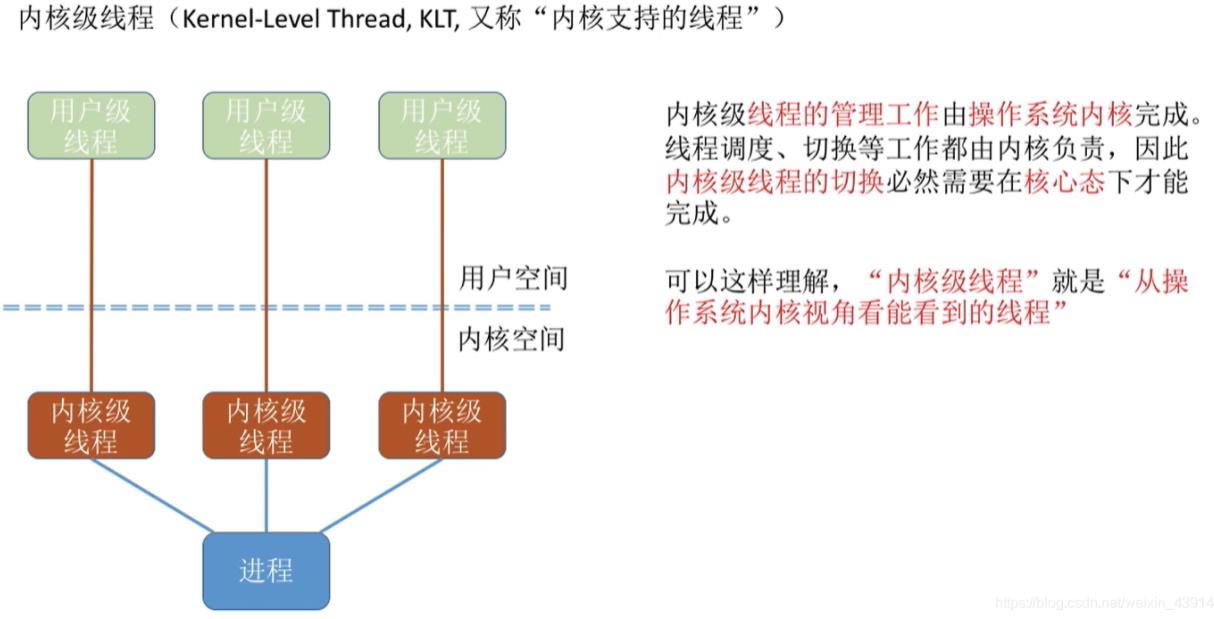 内核级线程（Kernel-Level Thread, KLT, 又称“内核支持的线程”）
用户级
线程
用户级
线程
用户级
线程
用户空间
内核空间
内核级
线程
内核级
线程
内核级
线程
进程
内核级线程的管理工作由操作系统内核完成。
线程调度、切换等工作都由内核负责，因此
内核级线程的切换必然需要在核心态下才能
完成。
可以这样理解，“内核级线程”就是“从操
作系统内核视角看能看到的线程”
https://blog.csdn.net/weixin_43914